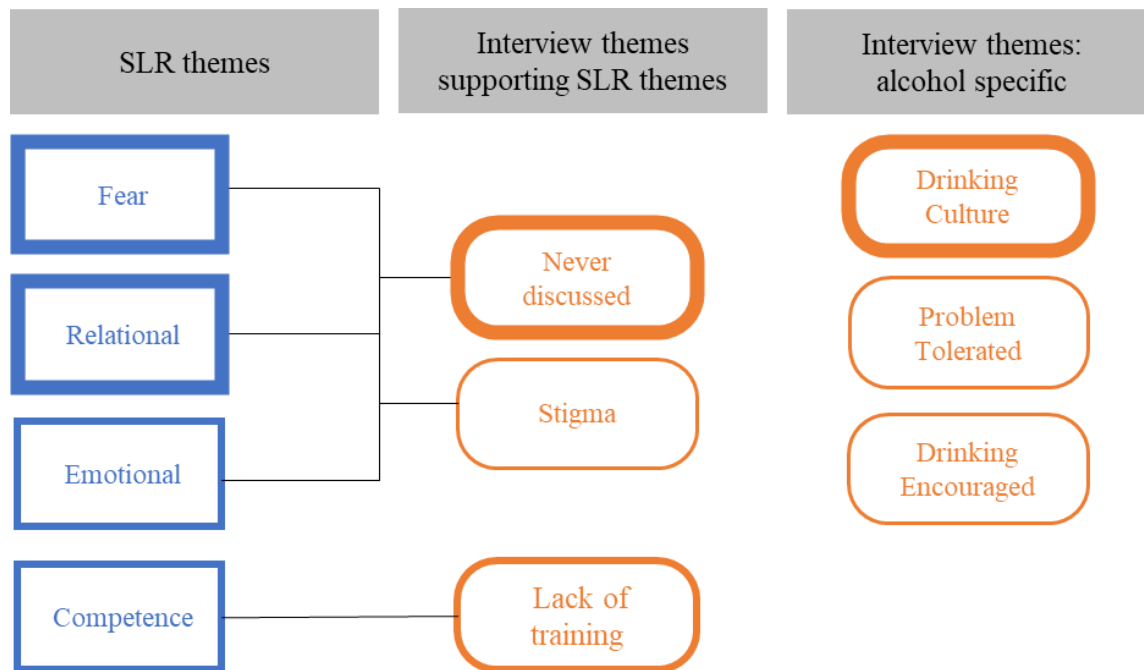 SLR themes
Interview themes
supporting SLR themes
Interview themes:
alcohol specific
Fear
Relational
Emotional
Competence
Never
discussed
Stigma
Lack of
training
Drinking
Culture
Problem
Tolerated
Drinking
Encouraged